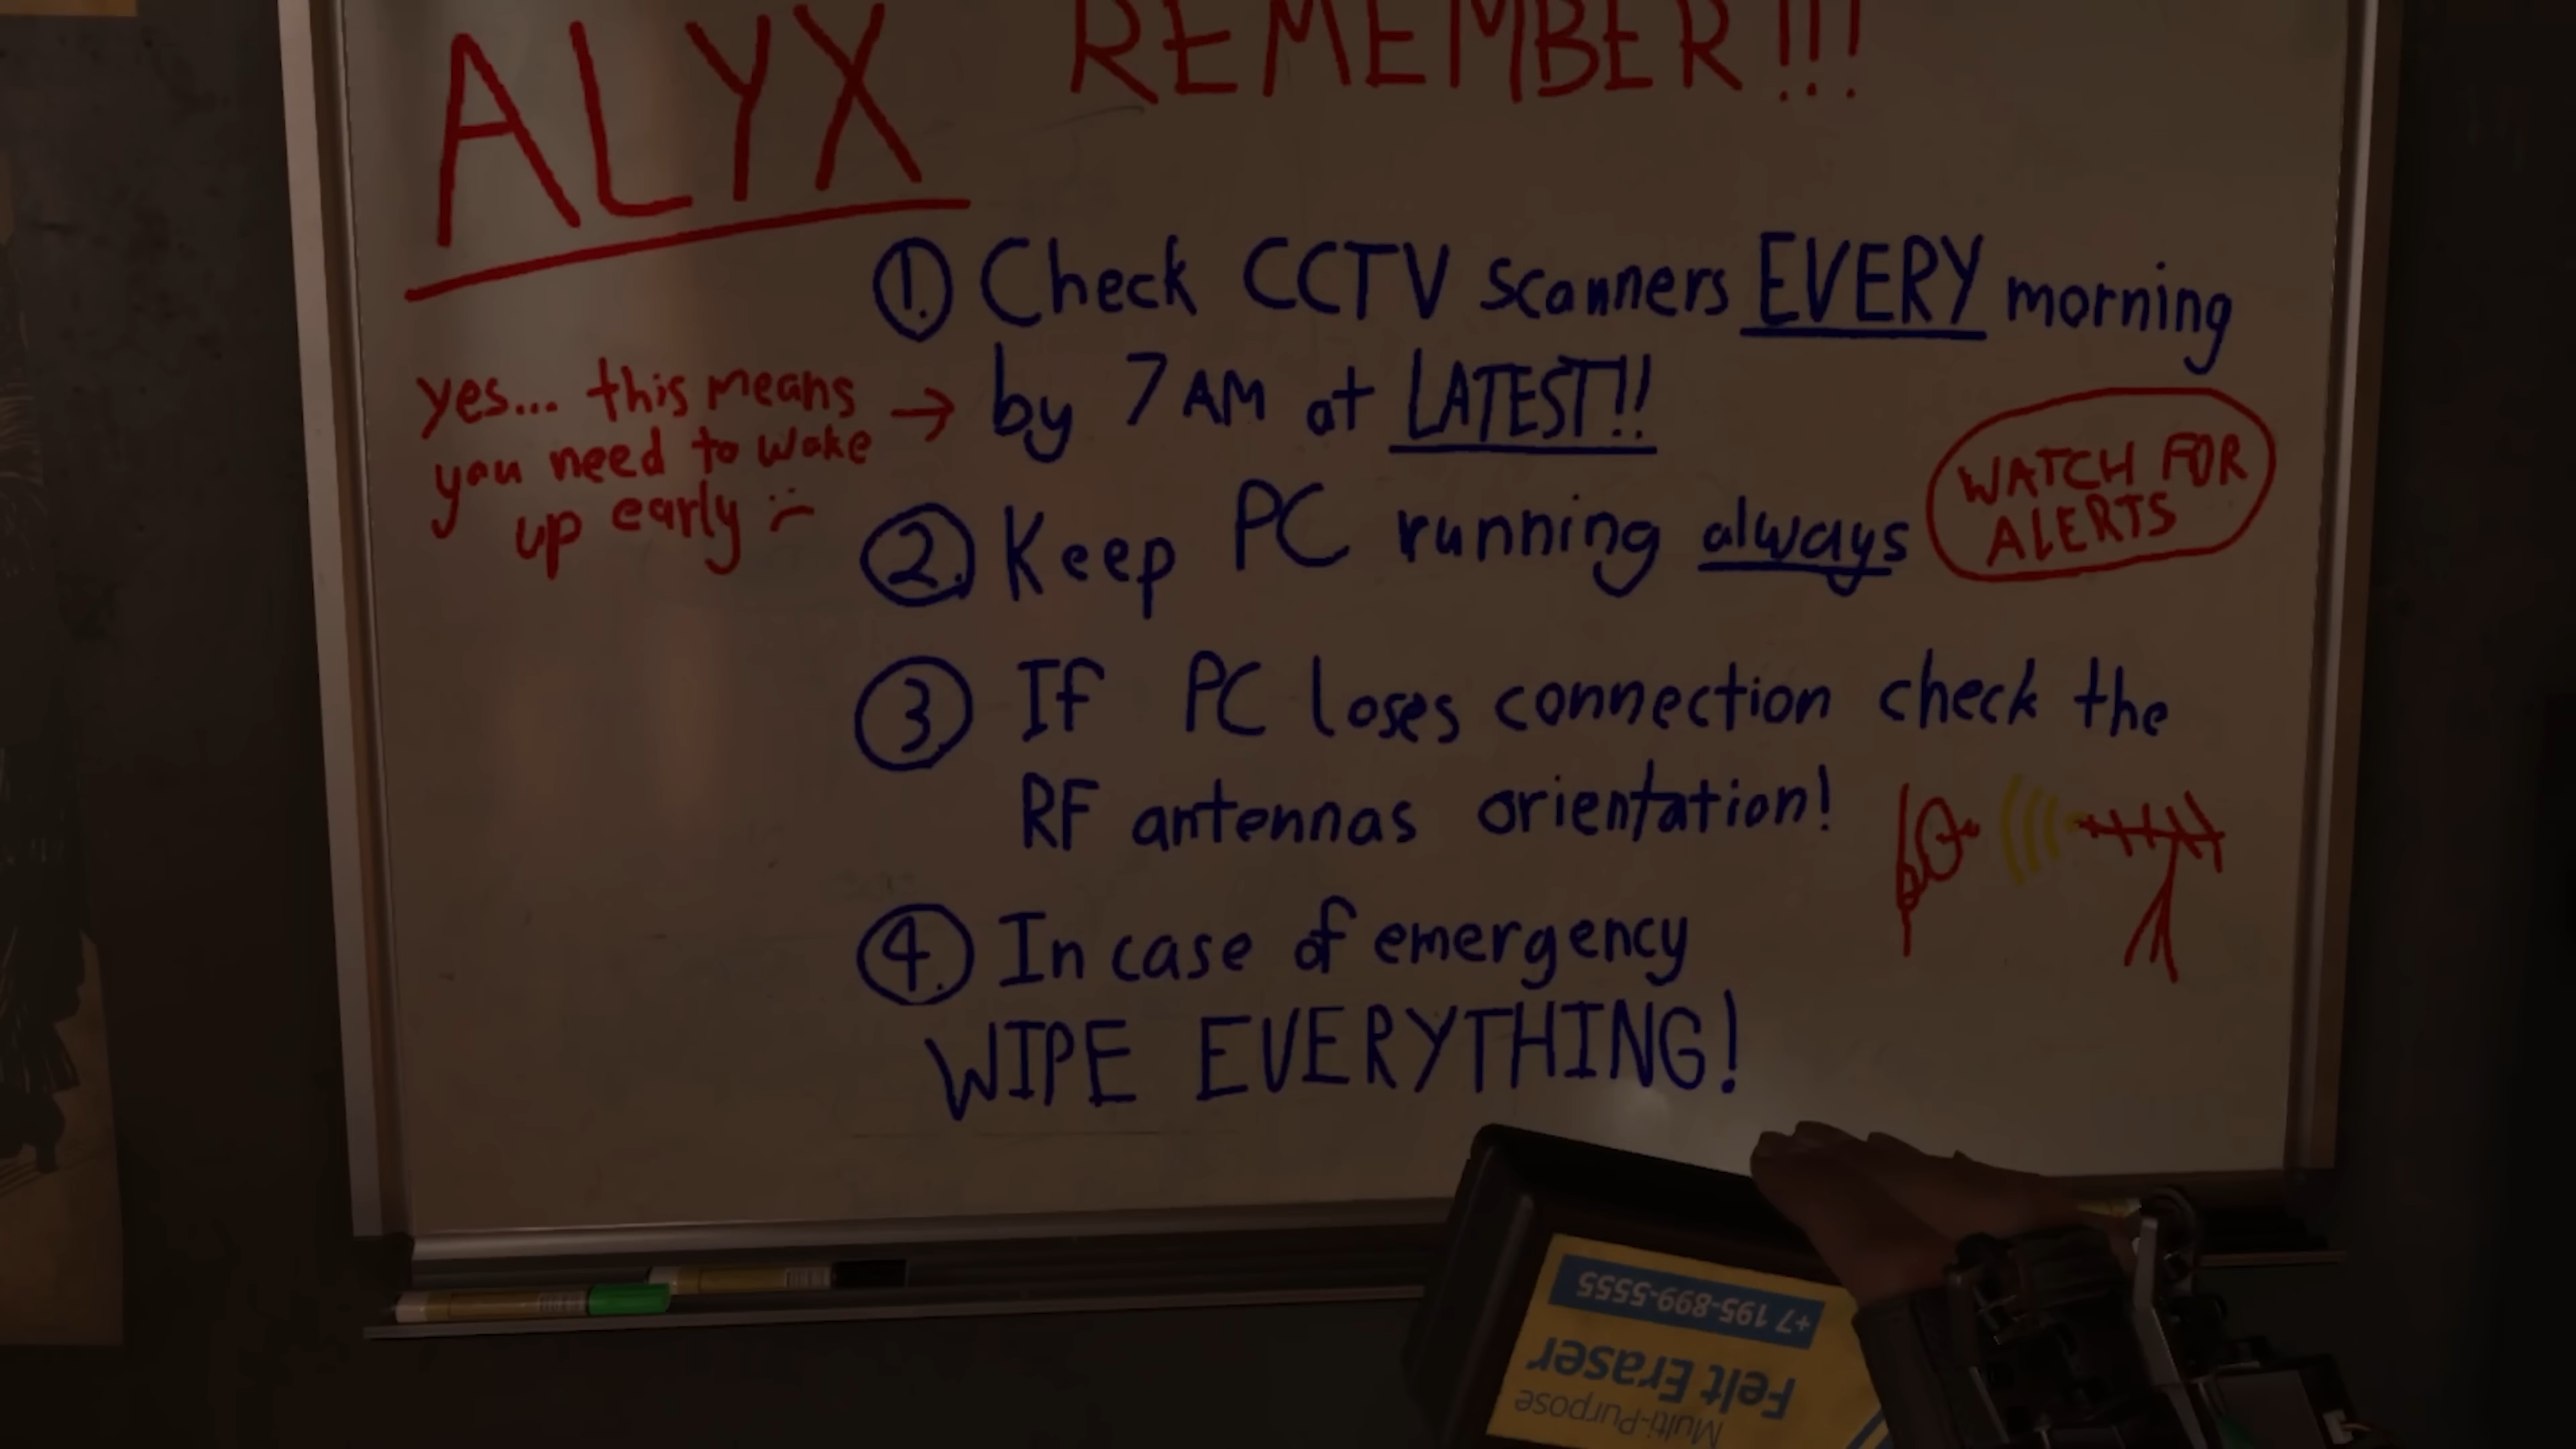 ALYX REMEMBER!!!
1. Check CCTV scanners EVERY morning
by 7AM at LATEST!!
yes... this means →
you need to wake
up early :(
2. Keep PC running always
WATCH FOR
ALERTS
3. If PC loses connection check the
RF antennas orientation!
4. In case of emergency
WIPE EVERYTHING!
Multi-Purpose
Felt Eraser
+7 195-899-5555